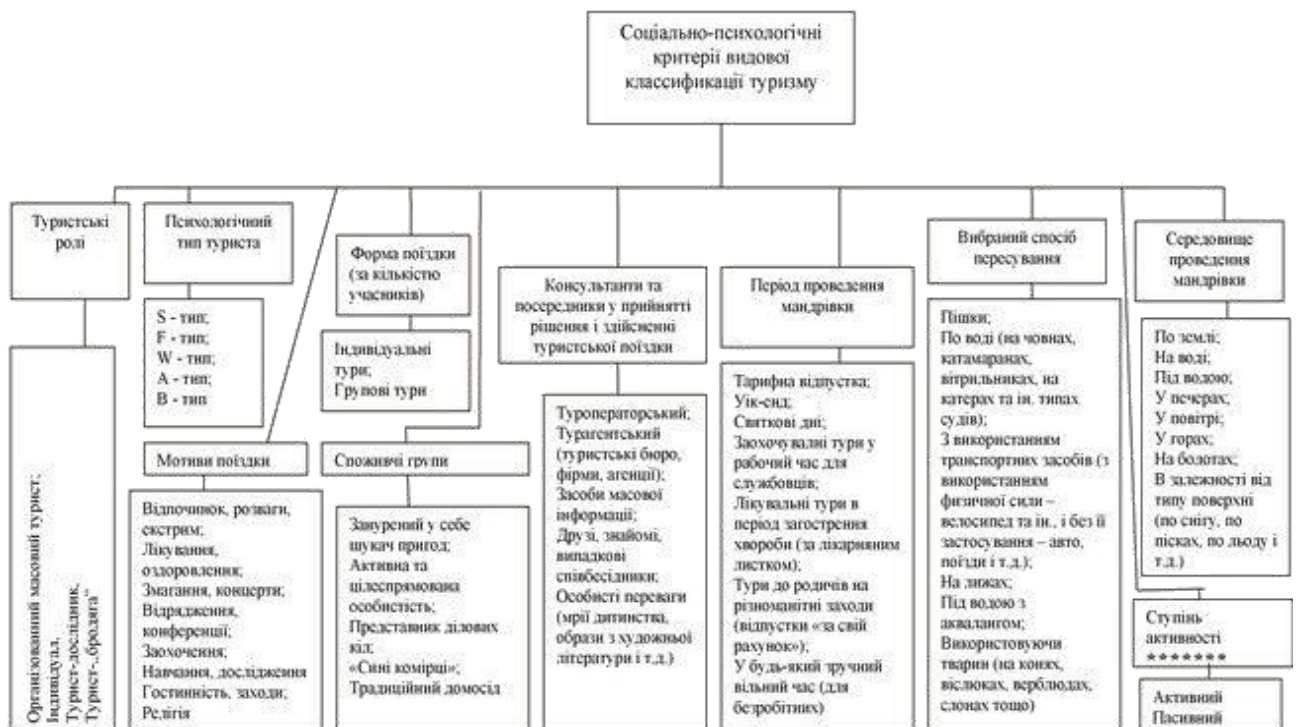 Соціально-психологічні
критерії видової
классификації туризму
Туристські
ролі
Організованний масовий турист;
Індивідуал,
Турист-дослідник,
Турист-„бродяга“
Психологічний
тип туриста
S - тип;
F - тип;
W - тип;
A - тип;
B - тип
Мотиви поїздки
Відпочинок, розваги,
екстрим;
Лікування,
оздоровлення;
Змагання, концерти;
Відрядження,
конференції;
Заохочення;
Навчання, дослідження
Гостинність, заходи;
Релігія
Форма поїздки
(за кількістю
учасників)
Індивідуальні
тури;
Групові тури
Споживчі групи
Занурений у себе
шукач пригод;
Активна та
цілеспрямована
особистість;
Представник ділових
кіл;
«Сині комірці»;
Традиційний домосід
Консультанти та
посередники у прийнятті
рішення і здійсненні
туристської поїздки
Туроператорський;
Турагентський
(туристські бюро,
фірми, агенції);
Засоби масової
інформації;
Друзі, знайомі,
випадкові
співбесідники;
Особисті переваги
(мрії дитинства,
образи з художньої
літератури і т.д.)
Період проведення
мандрівки
Тарифна відпустка;
Уік-енд;
Святкові дні;
Заохочувалні тури у
рабочий час для
службовців;
Лікувальні тури в
період загострення
хвороби (за лікарняним
листком);
Тури до родичів на
різноманітні заходи
(відпустки «за свій
рахунок»);
У будь-який зручний
вільний час (для
безробітних)
Вибраний спосіб
пересування
Пішки;
По воді (на човнах,
катамаранах,
вітрильниках, на
катерах та ін. типах
судів);
З використанням
транспортних засобів (з
використанням
физичної сили –
велосипед та ін., і без її
застосування – авто,
поїзди і т.д.);
На лижах;
Під водою з
аквалангом;
Використовуючи
тварин (на конях,
віслюках, верблюдах,
слонах тощо)
Середовище
проведення
мандрівки
По землі;
На воді;
Під водою;
У печерах;
У повітрі;
У горах;
На болотах;
В залежності від
типу поверхні
(по снігу, по
пісках, по льоду і
т.д.)
Ступінь
активності
*******
Активний
Пасивний